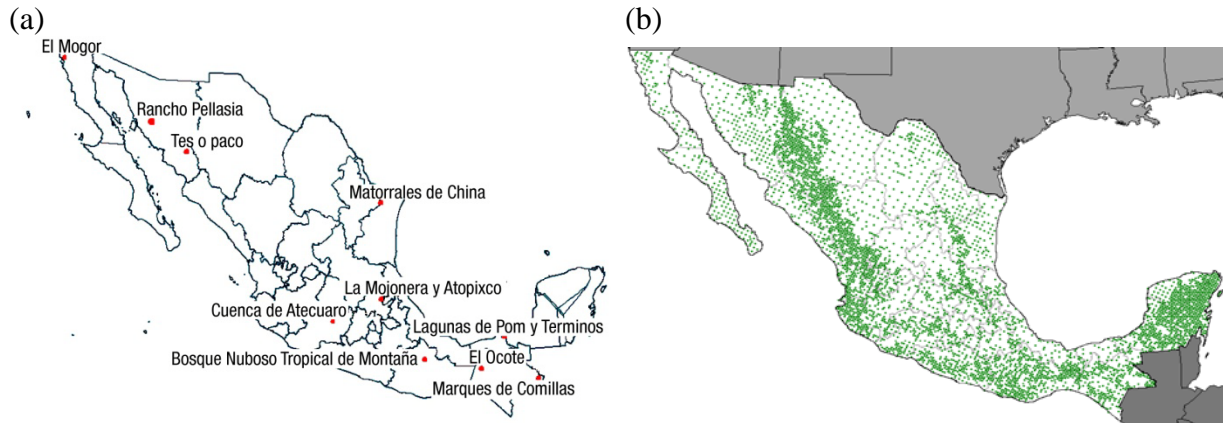 (a)
(b)
El Mogor
Rancho Pellasia
Tes o paco
Matorrales de China
La Mojonera y Atopixco
Cuenca de Atecuaro
Lagunas de Pom y Terminos
Bosque Nuboso Tropical de Montaña
El Ocote
Marques de Comillas